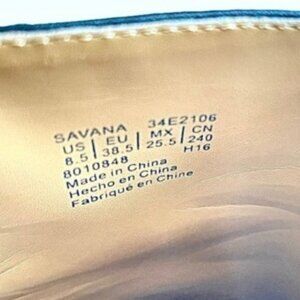 SAVANA 34E2106
US | EU | MX | CN
8.5 | 38.5 | 25.5 | 240
8010848 H16
Made in China
Hecho en China
Fabriqué en Chine